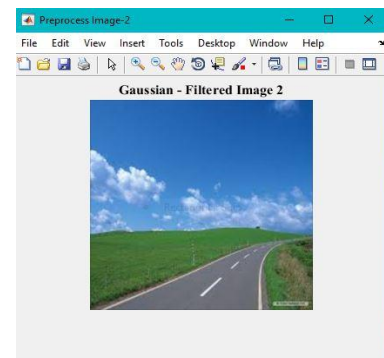 Preprocess Image-2
File Edit View Insert Tools Desktop Window Help
Gaussian - Filtered Image 2